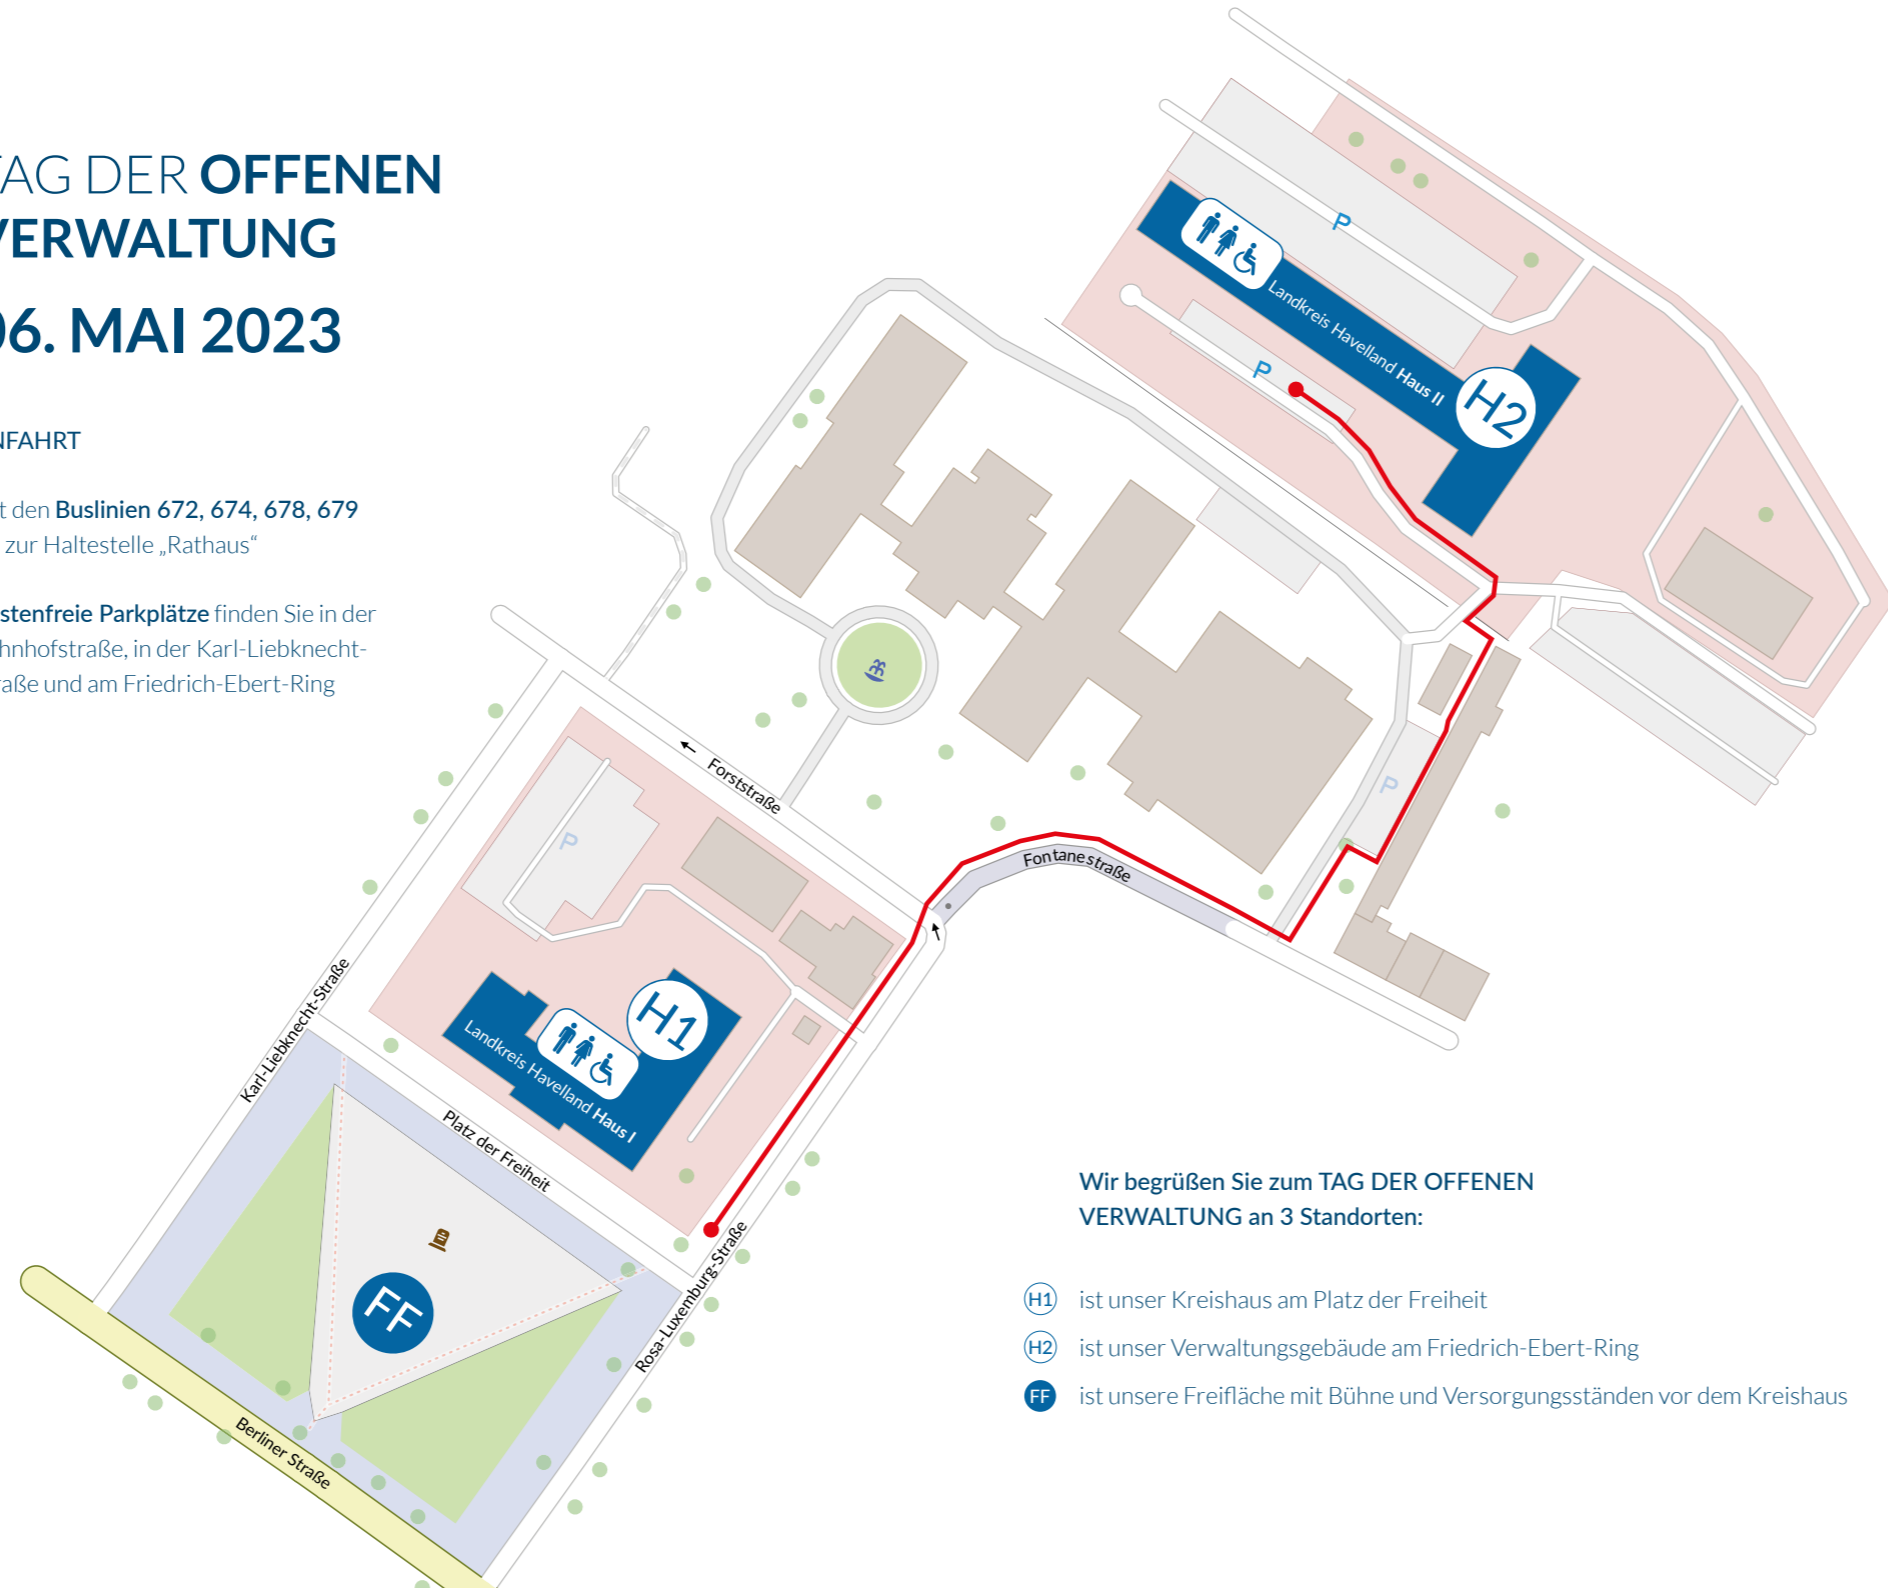 TAG DER OFFENEN
VERWALTUNG
06. MAI 2023
NFAHRT
t den Buslinien 672, 674, 678, 679
zur Haltestelle „Rathaus“
stenfreie Parkplätze finden Sie in der
hnhofstraße, in der Karl-Liebknecht-
raße und am Friedrich-Ebert-Ring
P
Landkreis Havelland Haus II
H2
P
Forststraße
P
Fontanestraße
P
H1
Landkreis Havelland Haus I
Karl-Liebknecht-Straße
Platz der Freiheit
Rosa-Luxemburg-Straße
FF
Berliner Straße
Wir begrüßen Sie zum TAG DER OFFENEN
VERWALTUNG an 3 Standorten:
H1 ist unser Kreishaus am Platz der Freiheit
H2 ist unser Verwaltungsgebäude am Friedrich-Ebert-Ring
FF ist unsere Freifläche mit Bühne und Versorgungsständen vor dem Kreishaus